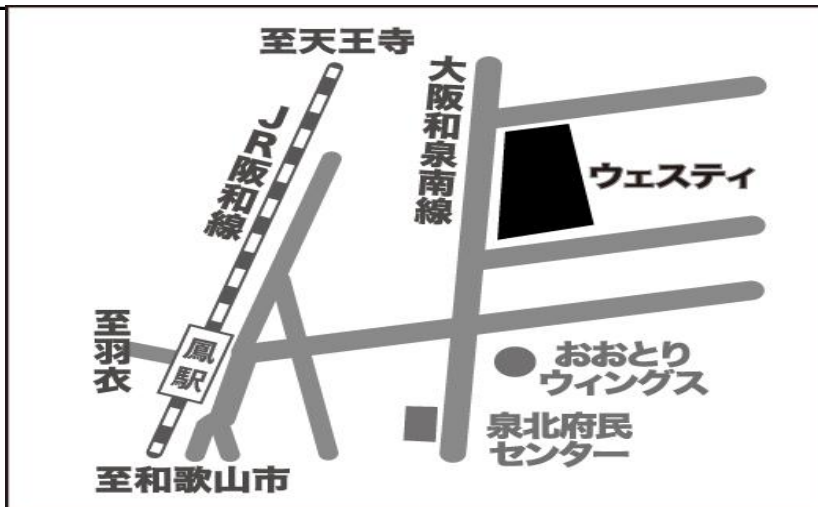 至天王寺
JR阪和線
大阪和泉南線
ウェスティ
至羽衣
鳳駅
おおとり
ウィングス
泉北府民
センター
至和歌山市